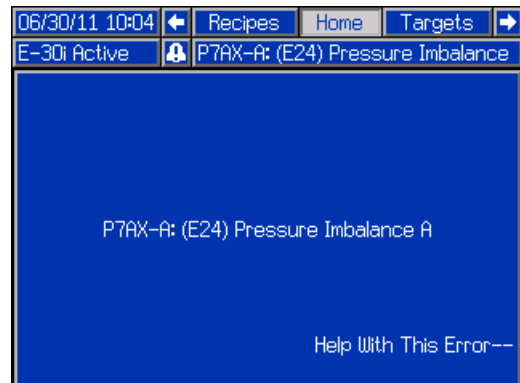 06/30/11 10:04 Recipes Home Targets
E-30i Active P7AX-A: (E24) Pressure Imbalance
P7AX-A: (E24) Pressure Imbalance A
Help With This Error--